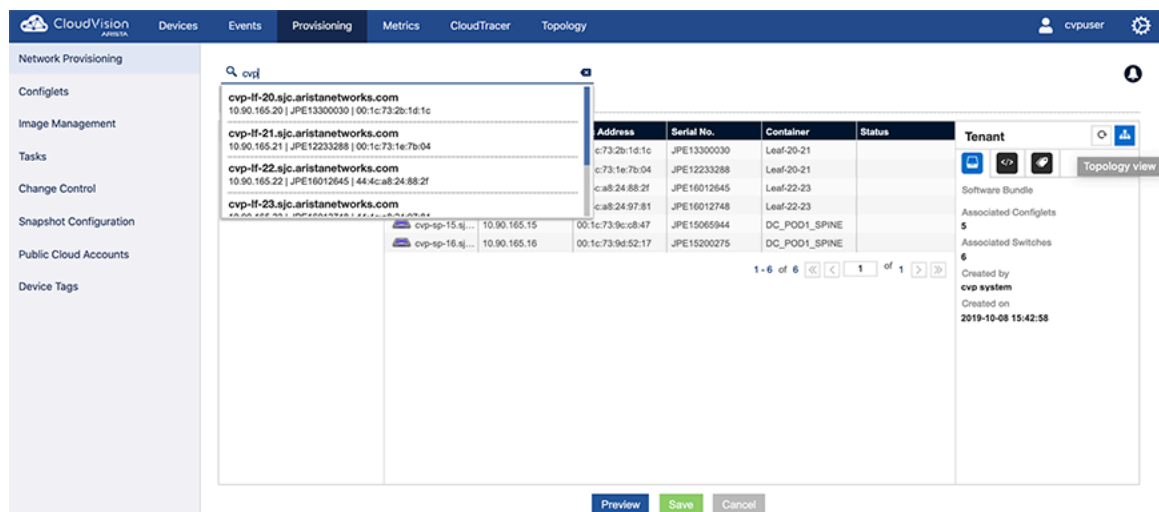 CloudVision
ARISTA
Devices Events Provisioning Metrics CloudTracer Topology cvpuser
Network Provisioning
Configlets
Image Management
Tasks
Change Control
Snapshot Configuration
Public Cloud Accounts
Device Tags
cvp
cvp-lf-20.sjc.aristanetworks.com
10.90.165.20 | JPE13300030 | 00:1c:73:2b:1d:1c
cvp-lf-21.sjc.aristanetworks.com
10.90.165.21 | JPE12233288 | 00:1c:73:1e:7b:04
cvp-lf-22.sjc.aristanetworks.com
10.90.165.22 | JPE16012645 | 44:4c:a8:24:88:2f
cvp-lf-23.sjc.aristanetworks.com
Address Serial No. Container Status
c:73:2b:1d:1c JPE13300030 Leaf-20-21
c:73:1e:7b:04 JPE12233288 Leaf-20-21
c:a8:24:88:2f JPE16012645 Leaf-22-23
c:a8:24:97:81 JPE16012748 Leaf-22-23
cvp-sp-15.sj... 10.90.165.15 00:1c:73:9c:c8:47 JPE15065944 DC_POD1_SPINE
cvp-sp-16.sj... 10.90.165.16 00:1c:73:9d:52:17 JPE15200275 DC_POD1_SPINE
1 - 6 of 6 1 of 1
Tenant
Topology view
Software Bundle
Associated Configlets
5
Associated Switches
6
Created by
cvp system
Created on
2019-10-08 15:42:58
Preview Save Cancel